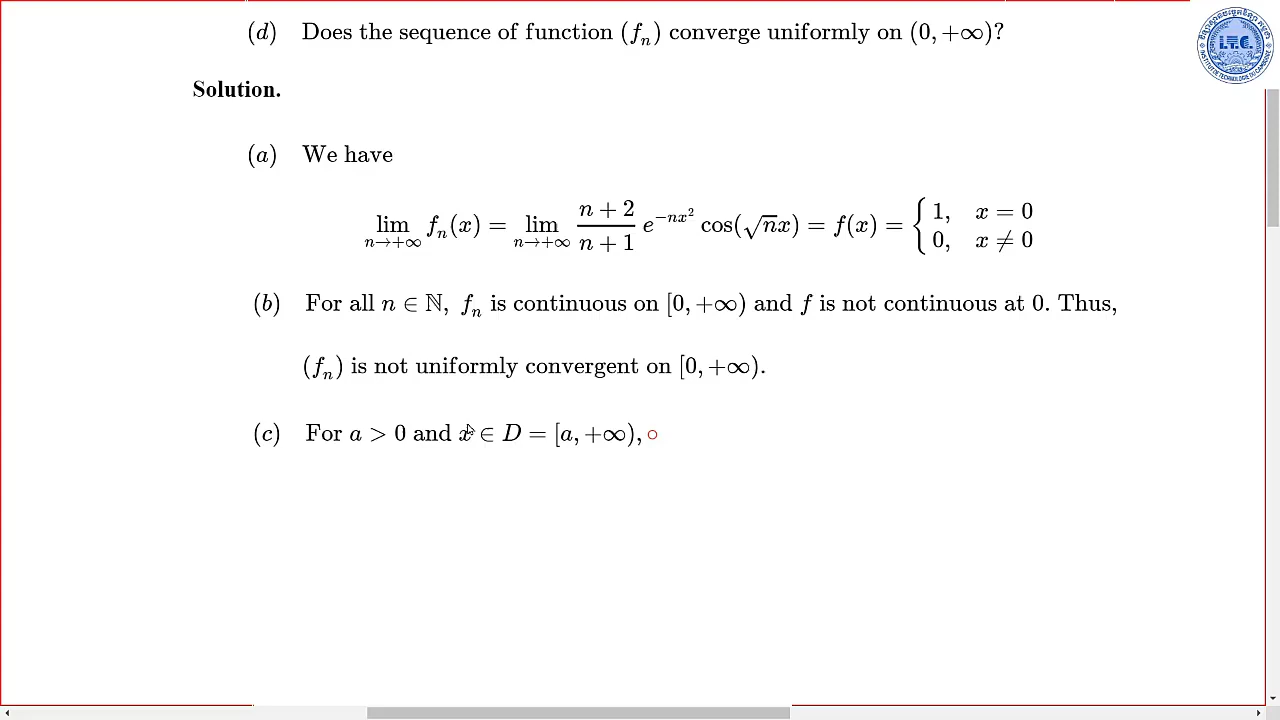 (d) Does the sequence of function (fₙ) converge uniformly on (0, +∞)?
Solution.
(a) We have
lim_{n→+∞} fₙ(x) = lim_{n→+∞} \frac{n + 2}{n + 1} e^{−nx²} cos(√n x) = f(x) = { 1, x = 0
0, x ≠ 0
(b) For all n ∈ ℕ, fₙ is continuous on [0, +∞) and f is not continuous at 0. Thus,
(fₙ) is not uniformly convergent on [0, +∞).
(c) For a > 0 and x ∈ D = [a, +∞),
I.T.C.